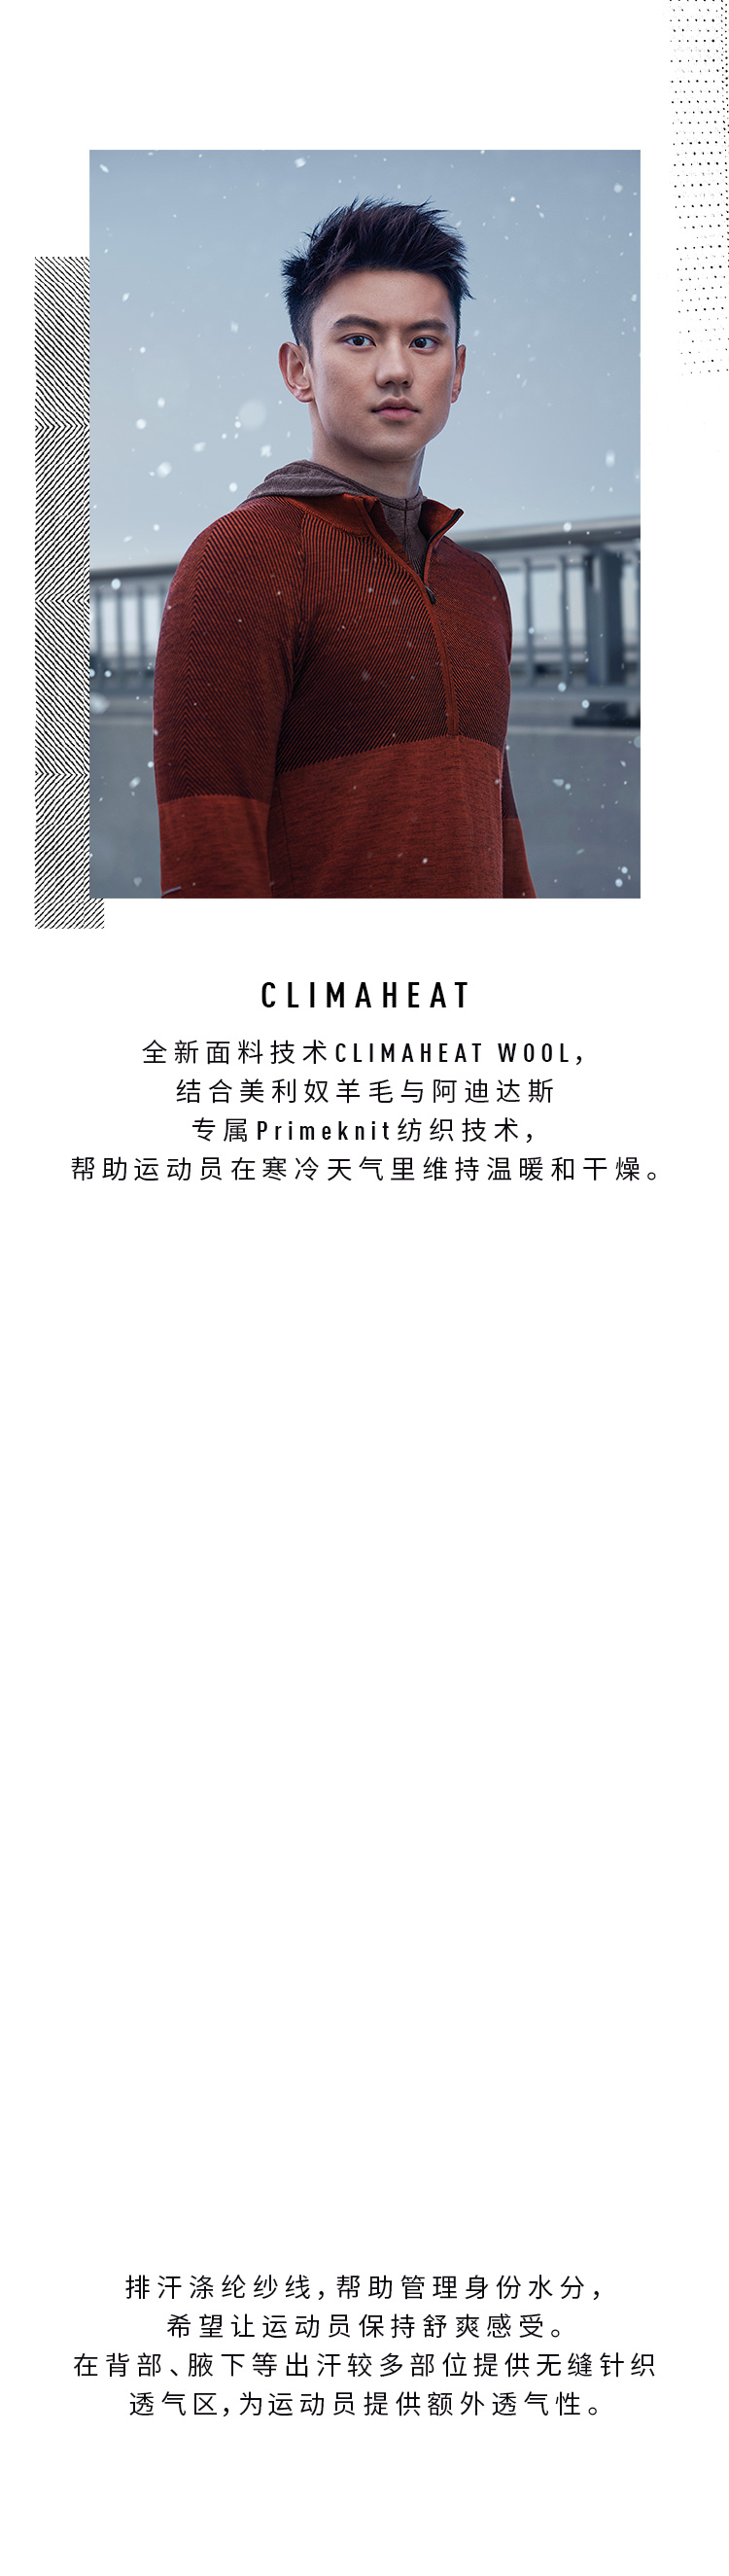 CLIMAHEAT
全新面料技术CLIMAHEAT WOOL，
结合美利奴羊毛与阿迪达斯
专属Primeknit纺织技术，
帮助运动员在寒冷天气里维持温暖和干燥。
排汗涤纶纱线，帮助管理身份水分，
希望让运动员保持舒爽感受。
在背部、腋下等出汗较多部位提供无缝针织
透气区，为运动员提供额外透气性。